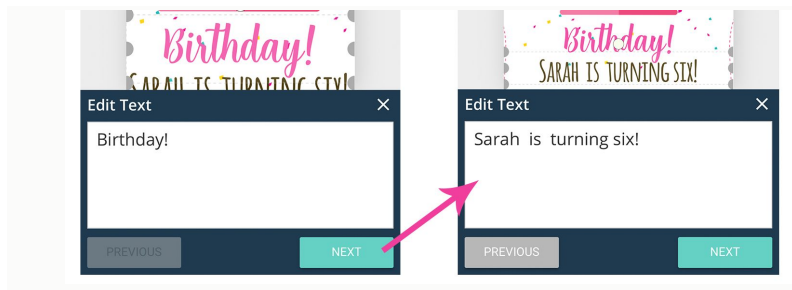 Birthday!
SARAH IS TURNING SIX!
Edit Text
Birthday!
PREVIOUS
NEXT
Birthday!
SARAH IS TURNING SIX!
Edit Text
Sarah is turning six!
PREVIOUS
NEXT